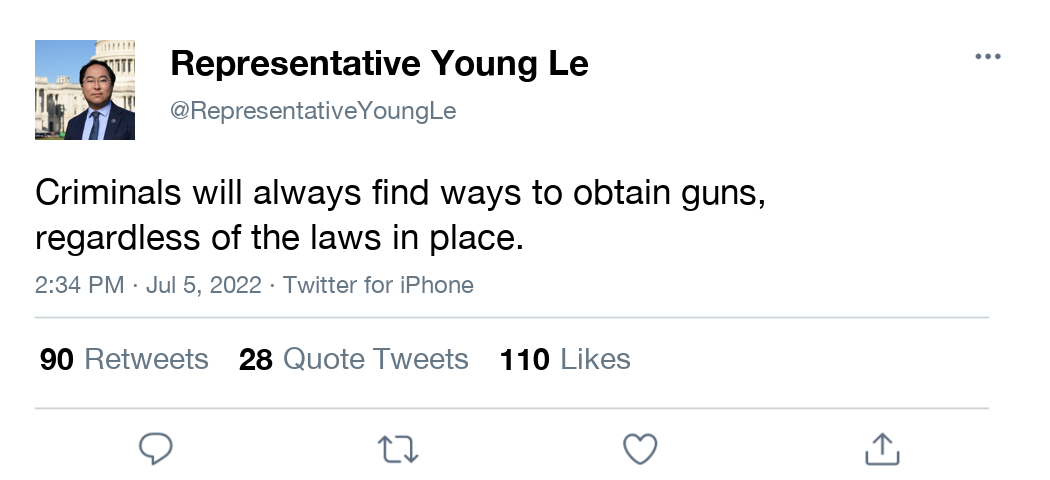 Representative Young Le
@RepresentativeYoungLe
Criminals will always find ways to obtain guns,
regardless of the laws in place.
2:34 PM · Jul 5, 2022 · Twitter for iPhone
90 Retweets 28 Quote Tweets 110 Likes